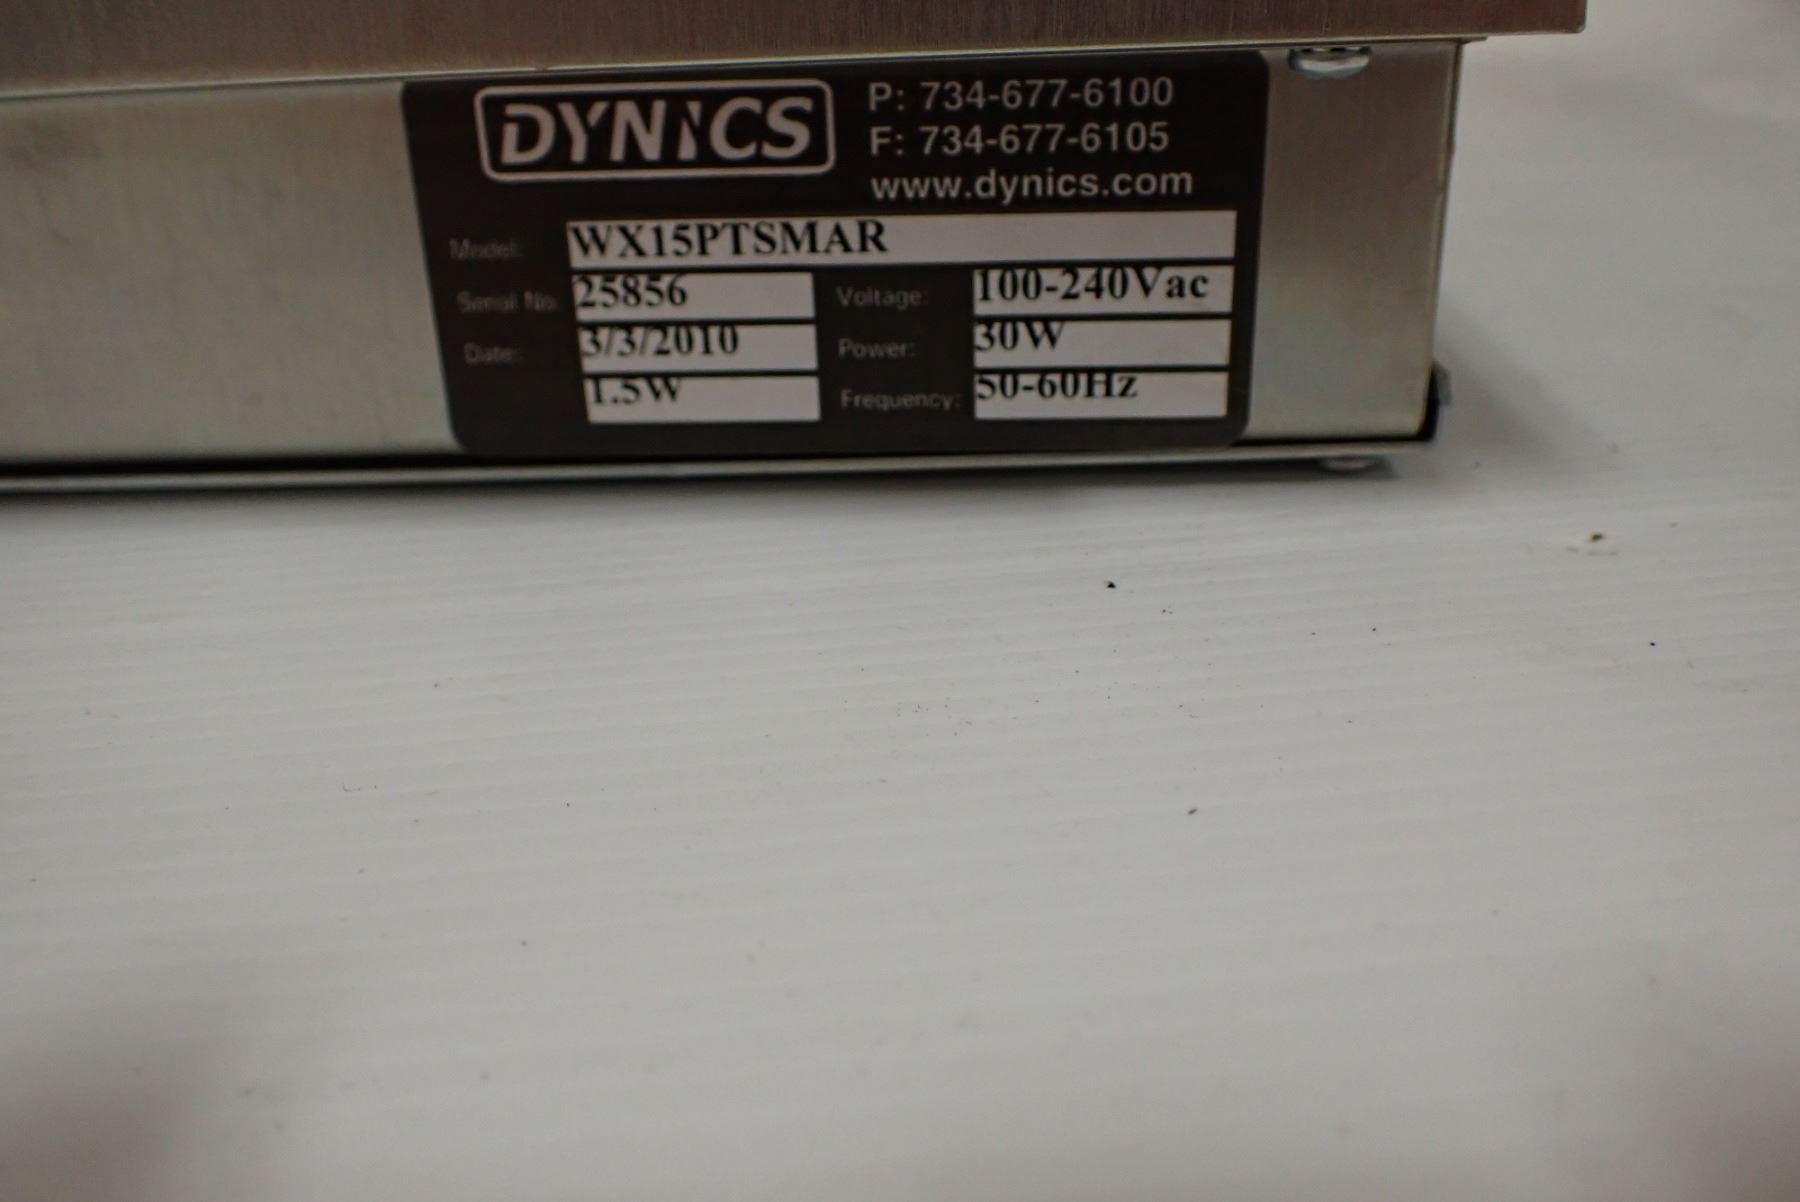 DYNICS
P: 734-677-6100
F: 734-677-6105
www.dynics.com
Model: WX15PTSMAR
Serial No. 25856 Voltage: 100-240Vac
Date: 3/3/2010 Power: 30W
1.5W Frequency: 50-60Hz